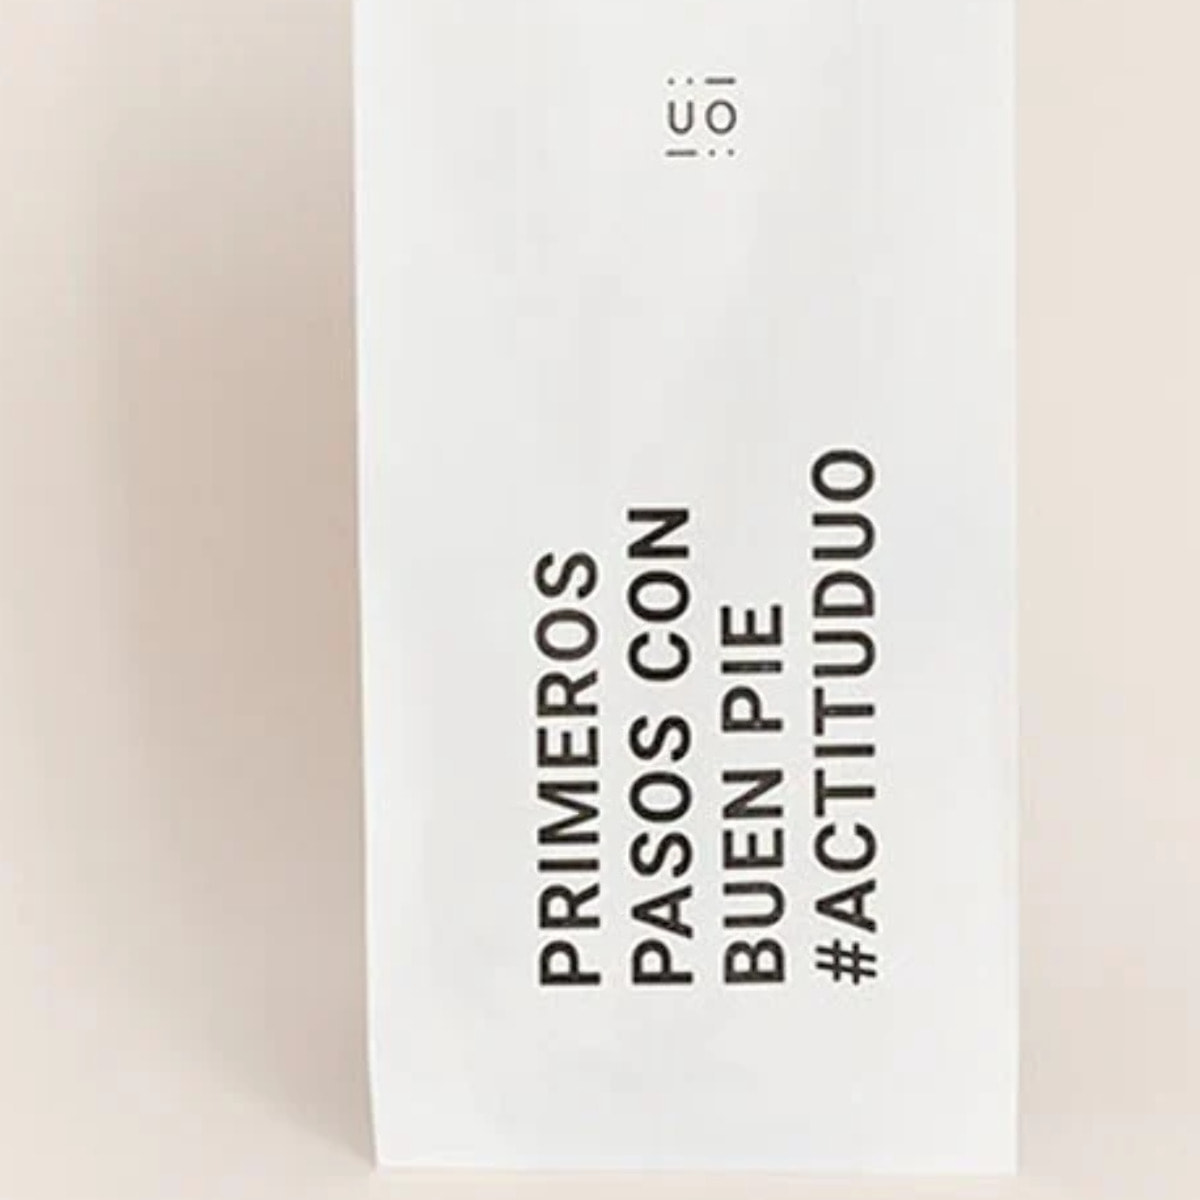 UO
PRIMEROS
PASOS CON
BUEN PIE
#ACTITUDUO